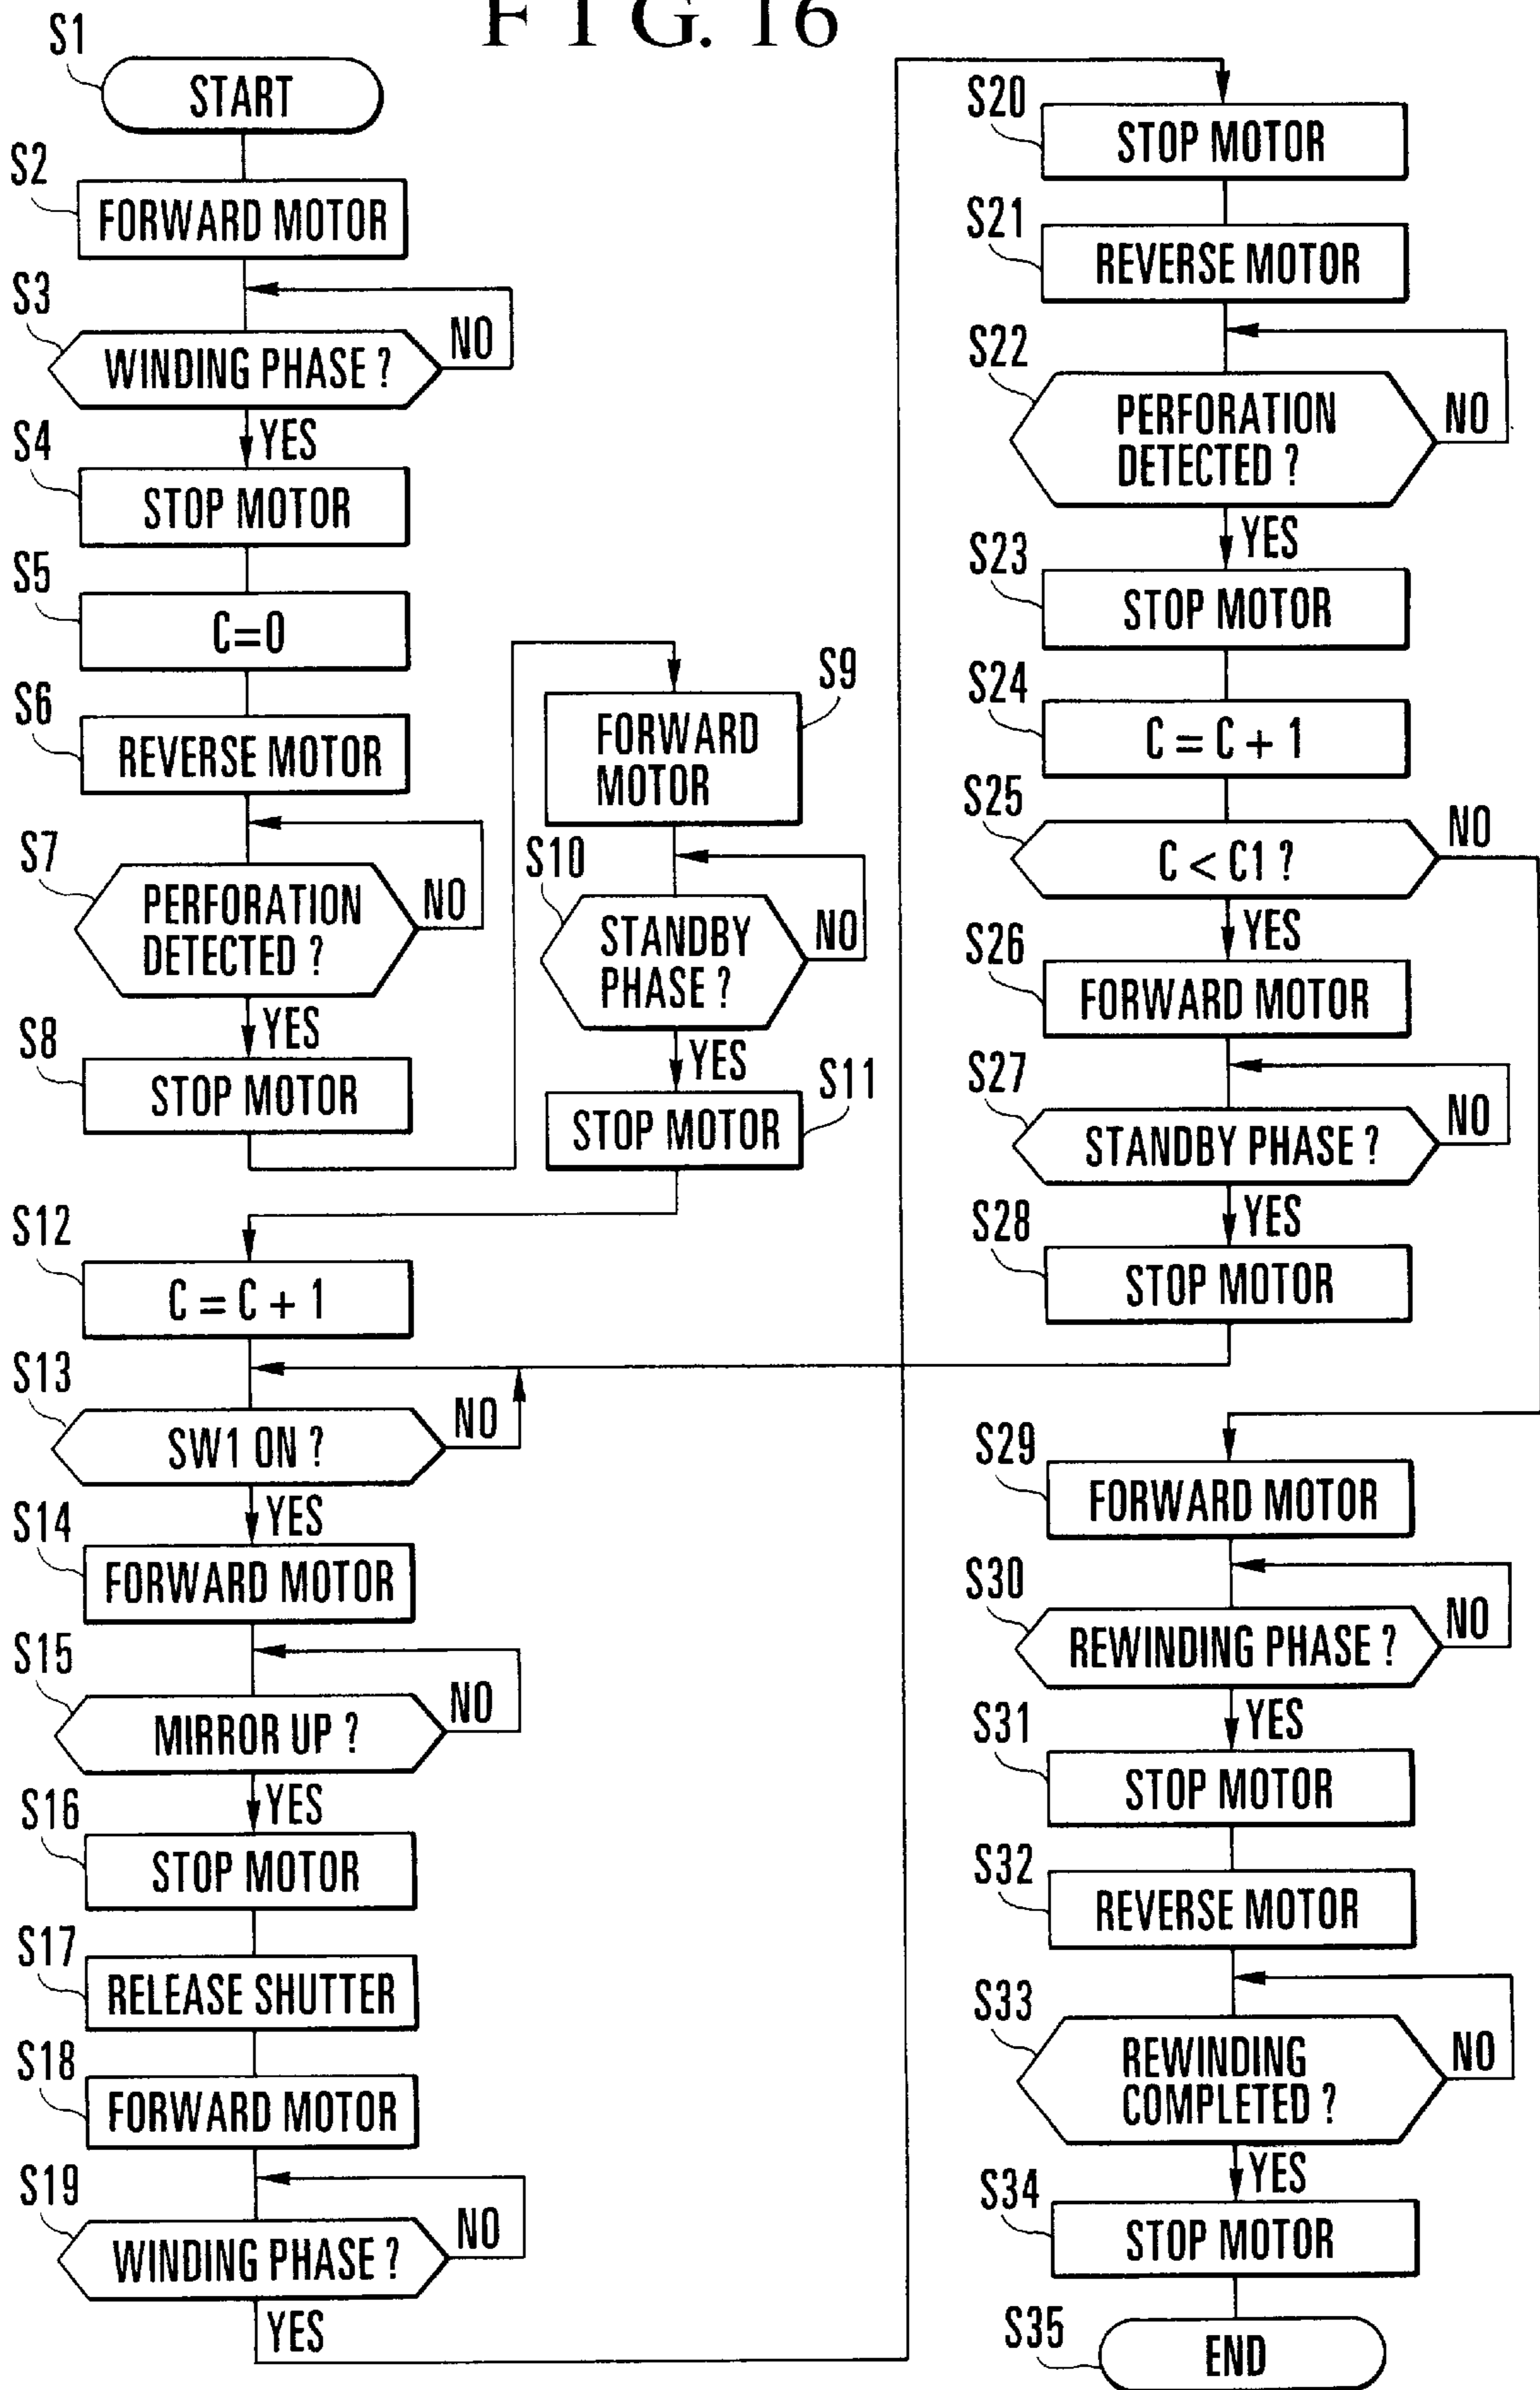 FIG. 16
S1
START
S2
FORWARD MOTOR
S3
WINDING PHASE ?
NO
YES
S4
STOP MOTOR
S5
C=0
S6
REVERSE MOTOR
S7
PERFORATION
DETECTED ?
NO
YES
S8
STOP MOTOR
S9
FORWARD
MOTOR
S10
STANDBY
PHASE ?
NO
YES
S11
STOP MOTOR
S12
C = C + 1
S13
SW1 ON ?
NO
YES
S14
FORWARD MOTOR
S15
MIRROR UP ?
NO
YES
S16
STOP MOTOR
S17
RELEASE SHUTTER
S18
FORWARD MOTOR
S19
WINDING PHASE ?
NO
YES
S20
STOP MOTOR
S21
REVERSE MOTOR
S22
PERFORATION
DETECTED ?
NO
YES
S23
STOP MOTOR
S24
C = C + 1
S25
C < C1 ?
NO
YES
S26
FORWARD MOTOR
S27
STANDBY PHASE ?
NO
YES
S28
STOP MOTOR
S29
FORWARD MOTOR
S30
REWINDING PHASE ?
NO
YES
S31
STOP MOTOR
S32
REVERSE MOTOR
S33
REWINDING
COMPLETED ?
NO
YES
S34
STOP MOTOR
S35
END